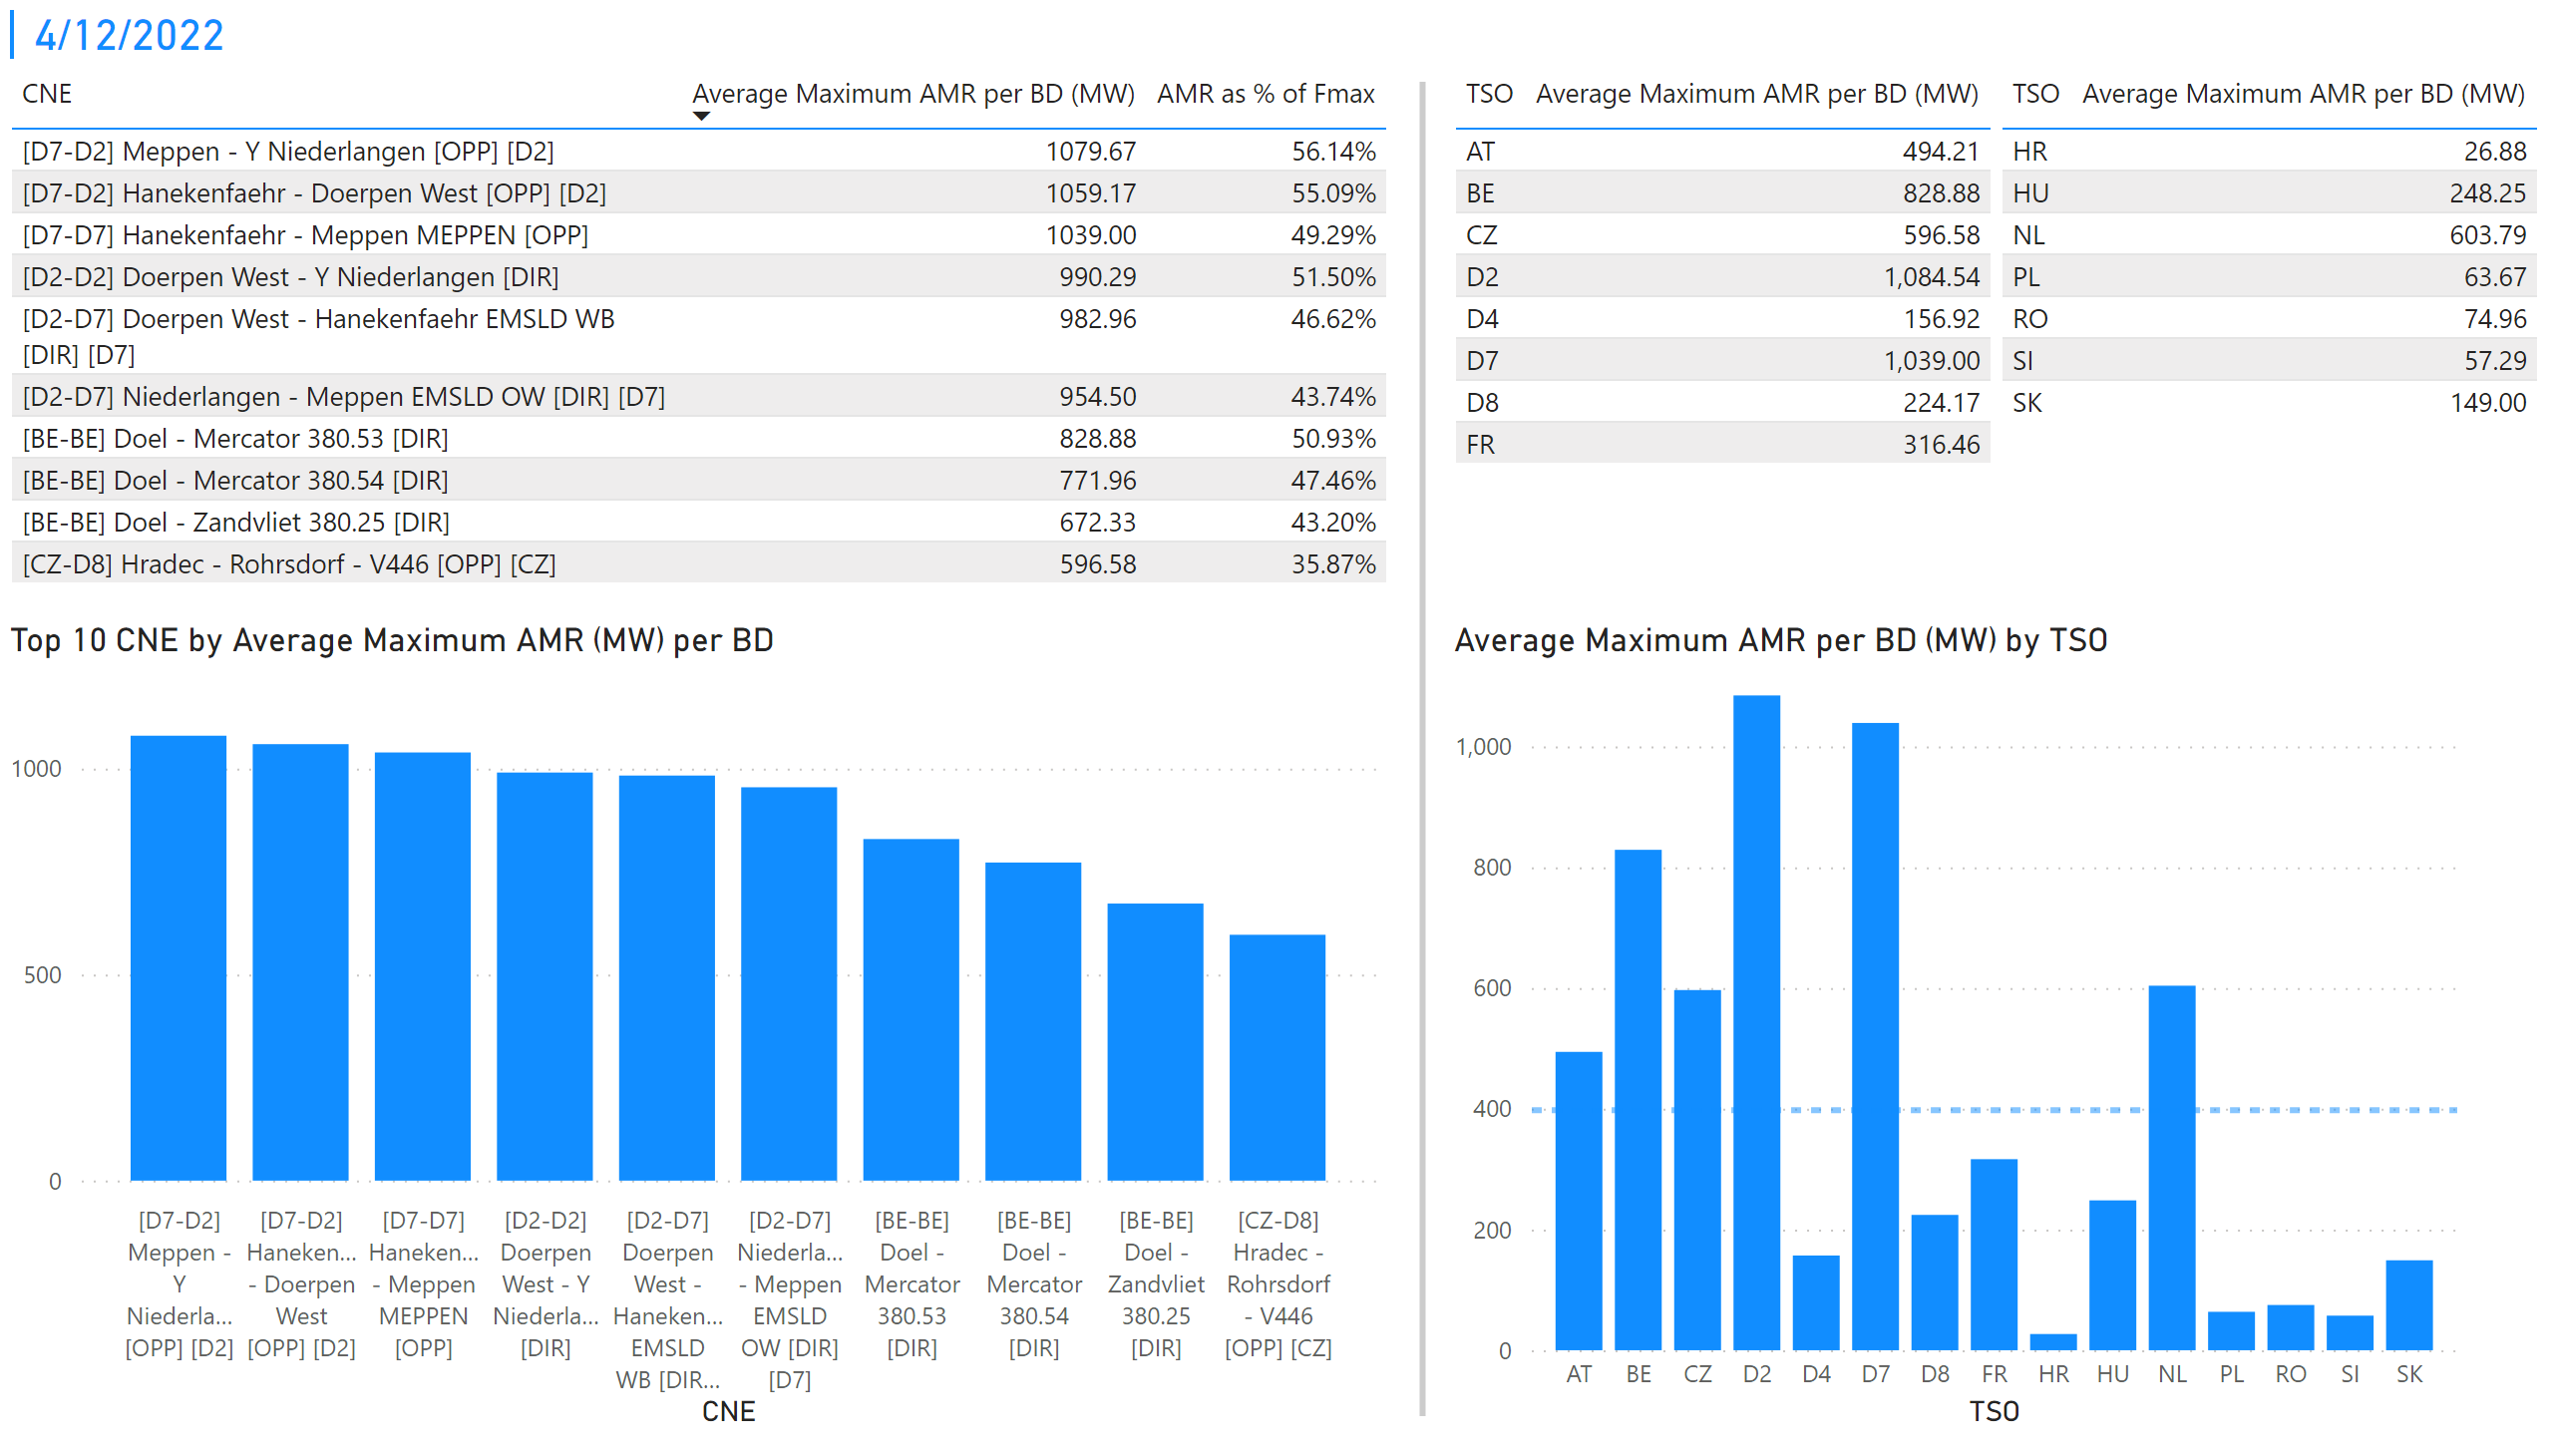 4/12/2022
CNE Average Maximum AMR per BD (MW) AMR as % of Fmax
[D7-D2] Meppen - Y Niederlangen [OPP] [D2] 1079.67 56.14%
[D7-D2] Hanekenfaehr - Doerpen West [OPP] [D2] 1059.17 55.09%
[D7-D7] Hanekenfaehr - Meppen MEPPEN [OPP] 1039.00 49.29%
[D2-D2] Doerpen West - Y Niederlangen [DIR] 990.29 51.50%
[D2-D7] Doerpen West - Hanekenfaehr EMSLD WB 982.96 46.62%
[DIR] [D7]
[D2-D7] Niederlangen - Meppen EMSLD OW [DIR] [D7] 954.50 43.74%
[BE-BE] Doel - Mercator 380.53 [DIR] 828.88 50.93%
[BE-BE] Doel - Mercator 380.54 [DIR] 771.96 47.46%
[BE-BE] Doel - Zandvliet 380.25 [DIR] 672.33 43.20%
[CZ-D8] Hradec - Rohrsdorf - V446 [OPP] [CZ] 596.58 35.87%
TSO Average Maximum AMR per BD (MW)
AT 494.21
BE 828.88
CZ 596.58
D2 1,084.54
D4 156.92
D7 1,039.00
D8 224.17
FR 316.46
TSO Average Maximum AMR per BD (MW)
HR 26.88
HU 248.25
NL 603.79
PL 63.67
RO 74.96
SI 57.29
SK 149.00
Top 10 CNE by Average Maximum AMR (MW) per BD
1000
500
0
[D7-D2] [D7-D2] [D7-D7] [D2-D2] [D2-D7] [D2-D7] [BE-BE] [BE-BE] [BE-BE] [CZ-D8]
Meppen - Haneken... Haneken... Doerpen Doerpen Niederla... Doel - Doel - Doel - Hradec -
Y - Doerpen - Meppen West - Y West - - Meppen Mercator Mercator Zandvliet Rohrsdorf
Niederla... West MEPPEN Niederla... Haneken... EMSLD 380.53 380.54 380.25 - V446
[OPP] [D2] [OPP] [D2] [OPP] [DIR] EMSLD OW [DIR] [DIR] [DIR] [DIR] [OPP] [CZ]
WB [DIR... [D7]
CNE
Average Maximum AMR per BD (MW) by TSO
1,000
800
600
400
200
0
AT BE CZ D2 D4 D7 D8 FR HR HU NL PL RO SI SK
TSO